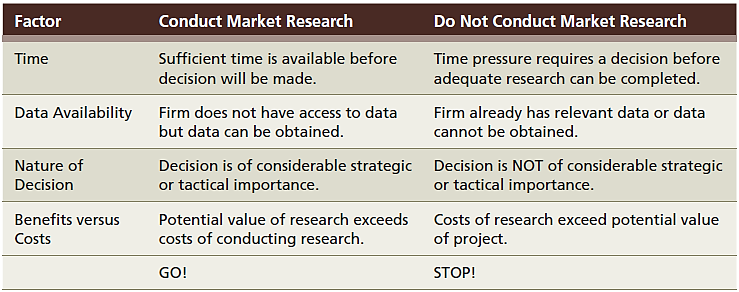 Factor Conduct Market Research Do Not Conduct Market Research
Time Sufficient time is available before Time pressure requires a decision before
decision will be made. adequate research can be completed.
Data Availability Firm does not have access to data Firm already has relevant data or data
but data can be obtained. cannot be obtained.
Nature of Decision is of considerable strategic Decision is NOT of considerable strategic
Decision or tactical importance. or tactical importance.
Benefits versus Potential value of research exceeds Costs of research exceed potential value
Costs costs of conducting research. of project.
GO! STOP!